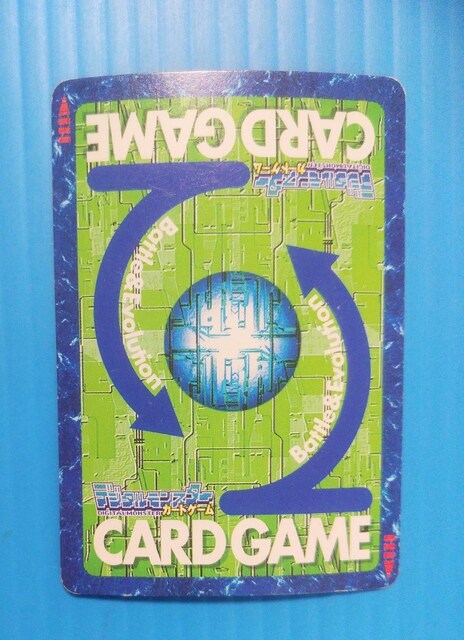 CARD GAME
デジタルモンスター
DIGITAL MONSTER
カードゲーム
Battle&Evolution
Battle&Evolution
デジタルモンスター
DIGITAL MONSTER
カードゲーム
CARD GAME